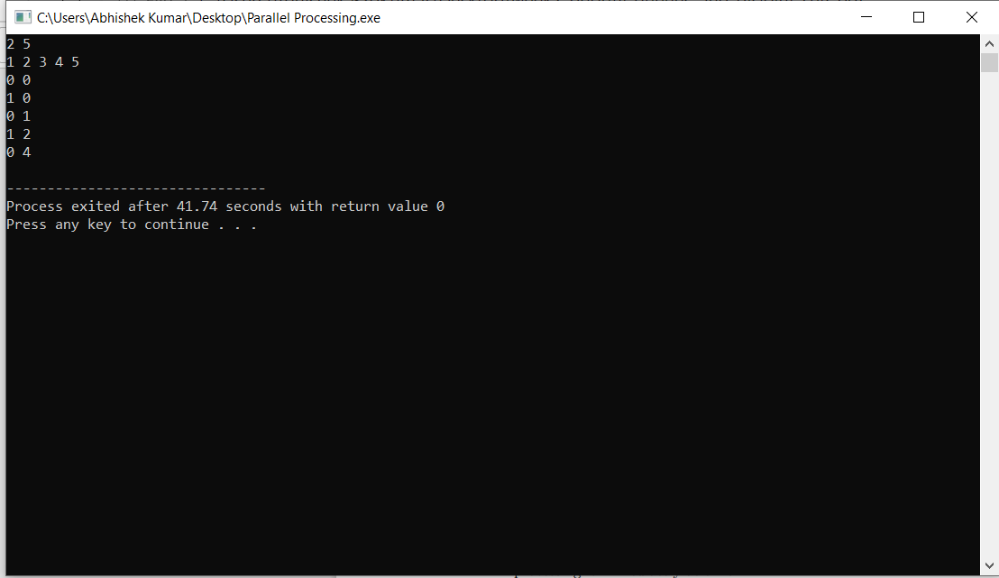 C:\Users\Abhishek Kumar\Desktop\Parallel Processing.exe
2 5
1 2 3 4 5
0 0
1 0
0 1
1 2
0 4
--------------------------------
Process exited after 41.74 seconds with return value 0
Press any key to continue . . .